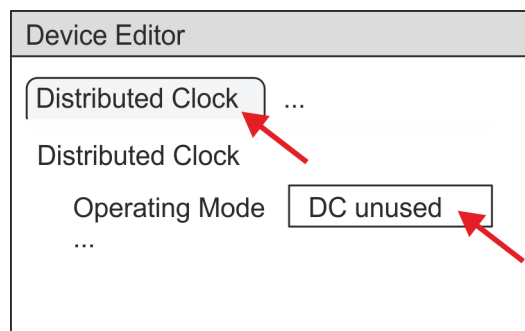 Device Editor
Distributed Clock ...
Distributed Clock
Operating Mode DC unused
...